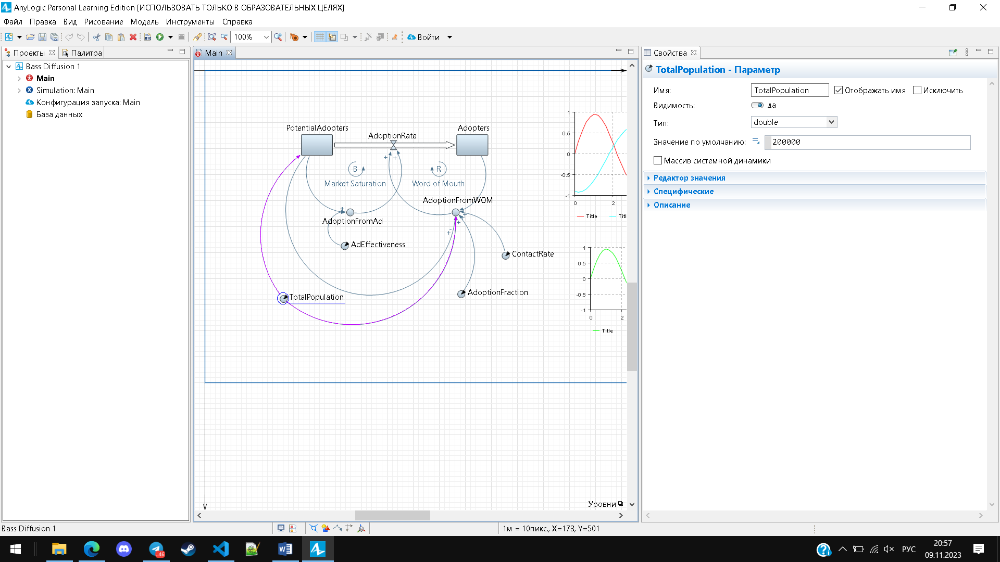 AnyLogic Personal Learning Edition [ИСПОЛЬЗОВАТЬ ТОЛЬКО В ОБРАЗОВАТЕЛЬНЫХ ЦЕЛЯХ]
Файл Правка Вид Рисование Модель Инструменты Справка
100% Войти
Проекты Палитра
Bass Diffusion 1
Main
Simulation: Main
Конфигурация запуска: Main
База данных
Main
PotentialAdopters
AdoptionRate
Adopters
+ +
B
R
Market Saturation
Word of Mouth
AdoptionFromWOM
+
AdoptionFromAd
+
+
-
+
AdEffectiveness
ContactRate
AdoptionFraction
TotalPopulation
1
0.5
0
-0.5
-1
0 2
Title Titl
1
0.5
0
-0.5
-1
0 2
Title
Уровни
Свойства
TotalPopulation - Параметр
Имя: TotalPopulation Отображать имя Исключить
Видимость: да
Тип: double
Значение по умолчанию: = 200000
Массив системной динамики
Редактор значения
Специфические
Описание
Bass Diffusion 1
1м = 10пикс., X=173, Y=501
.46
W
РУС
20:57
09.11.2023